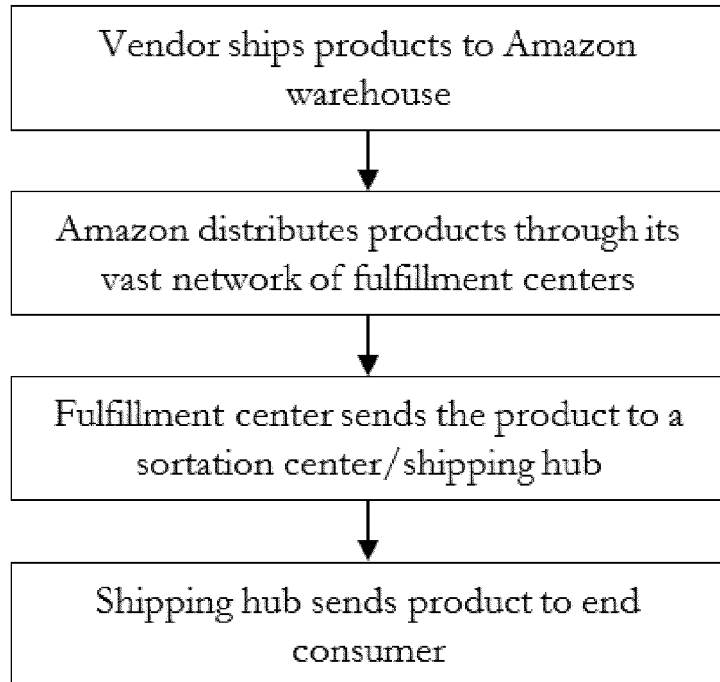 Vendor ships products to Amazon
warehouse
Amazon distributes products through its
vast network of fulfillment centers
Fulfillment center sends the product to a
sortation center/shipping hub
Shipping hub sends product to end
consumer